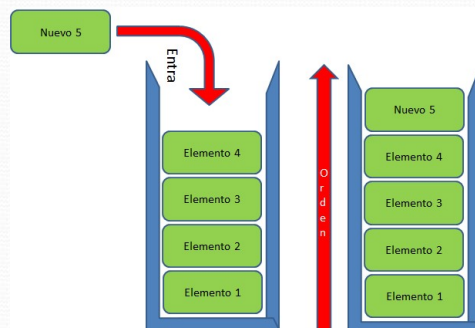 Nuevo 5
Entra
Elemento 4
Elemento 3
Elemento 2
Elemento 1
Orden
Nuevo 5
Elemento 4
Elemento 3
Elemento 2
Elemento 1